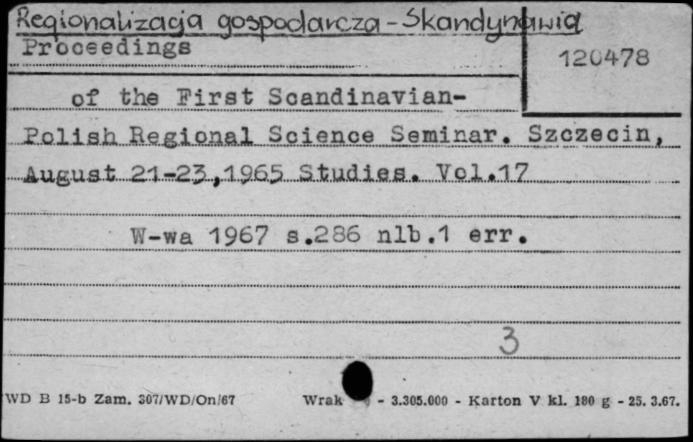 Regionalizacja gospodarcza - Skandynawia
Proceedings
120478
of the First Scandinavian-
Polish Regional Science Seminar. Szczecin,
August 21-23,1965 Studies. Vol.17
W-wa 1967 s.286 nlb.1 err.
3
WD B 15-b Zam. 307/WD/On/67 Wrak - 3.305.000 - Karton V kl. 180 g - 25. 3.67.